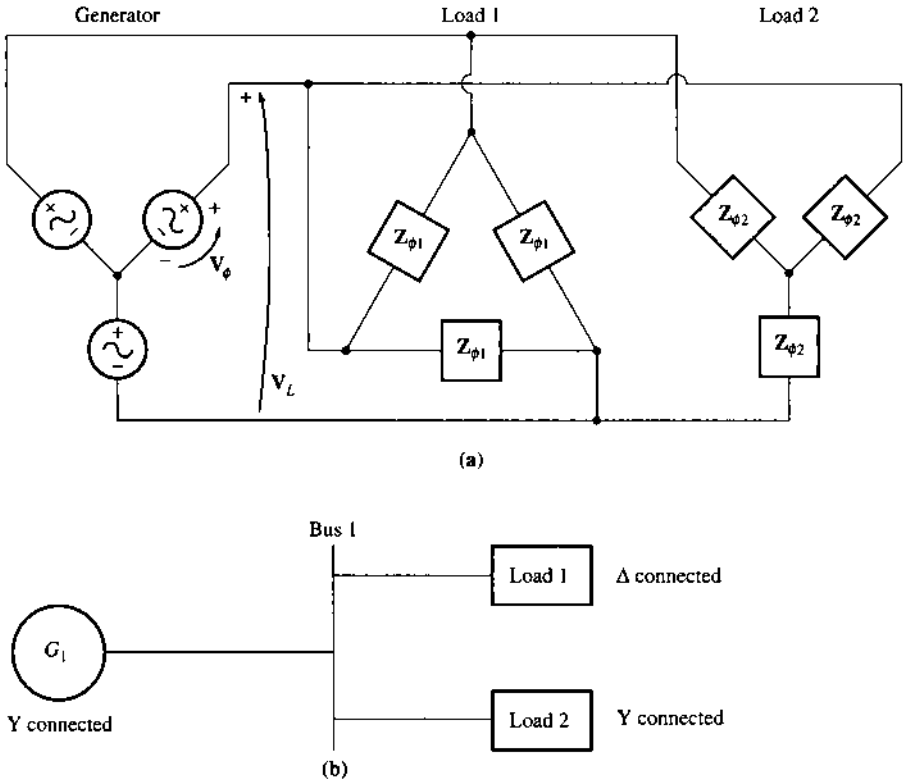 Generator
Load 1
Load 2
+
+
V_ϕ
−
+
−
V_L
Z_ϕ1
Z_ϕ1
Z_ϕ1
Z_ϕ2
Z_ϕ2
Z_ϕ2
(a)
Bus 1
Load 1
Δ connected
G_1
Load 2
Y connected
Y connected
(b)